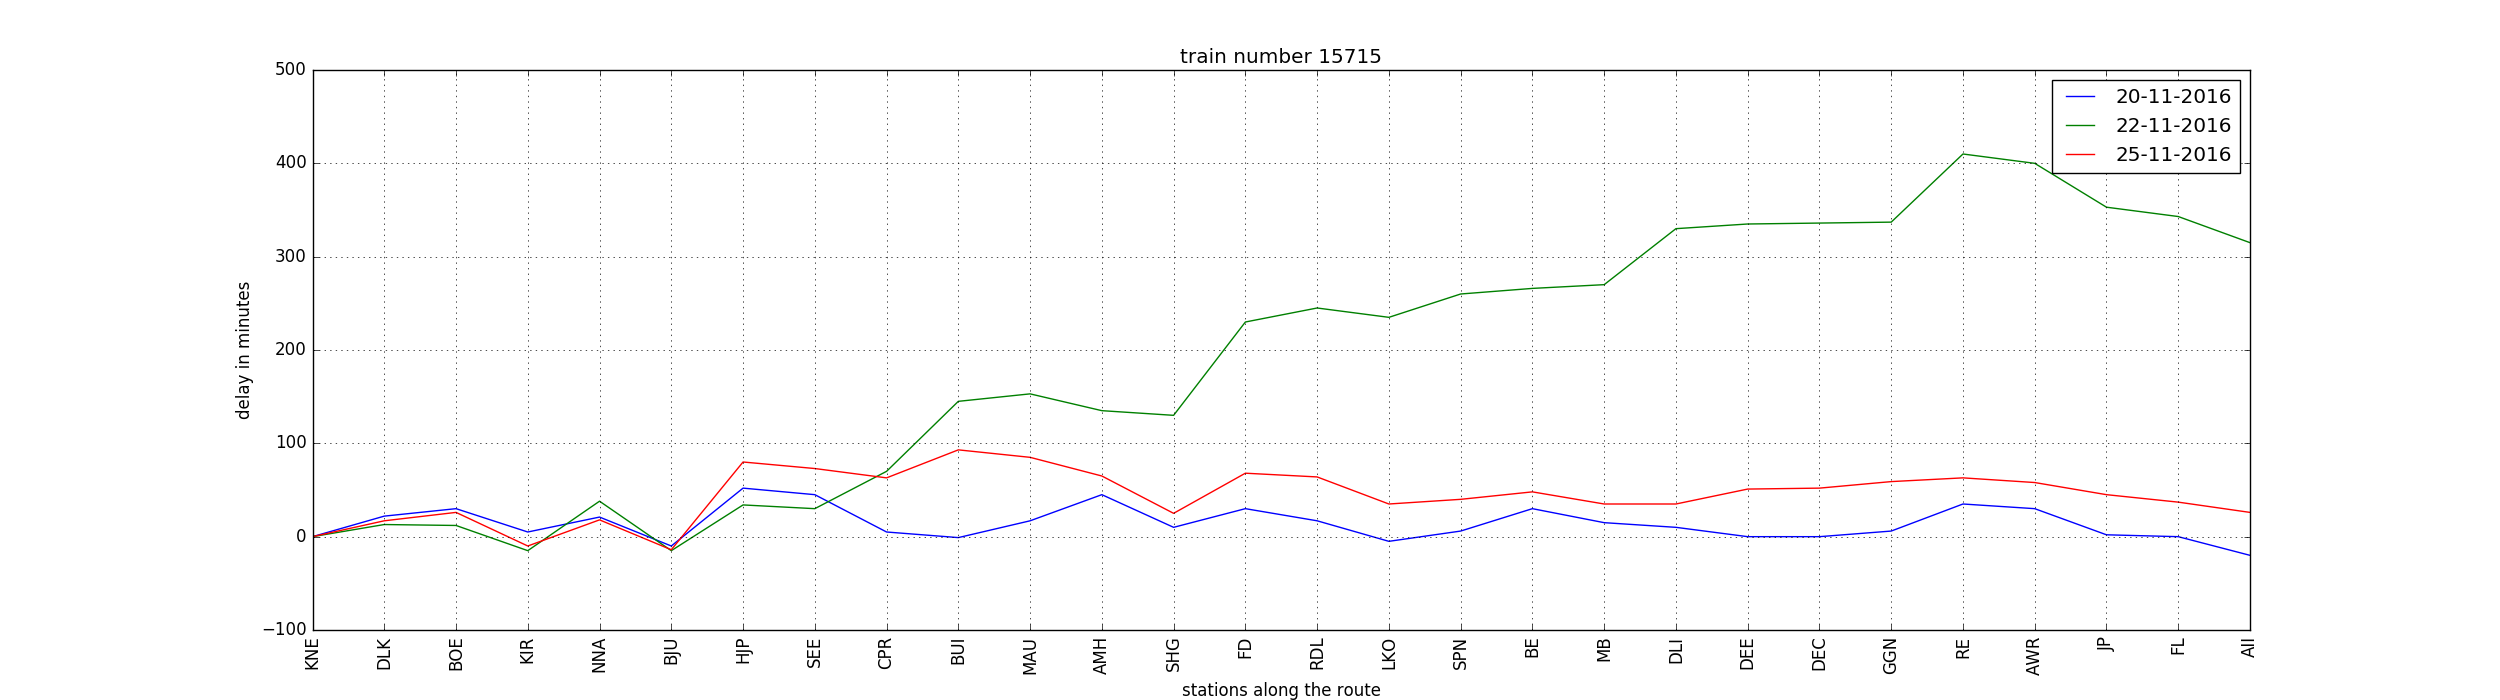 train number 15715
500
400
300
200
100
0
−100
delay in minutes
20-11-2016
22-11-2016
25-11-2016
KNE DLK BOE KIR NNA BJU HJP SEE CPR BUI MAU AMH SHG FD RDL LKO SPN BE MB DLI DEE DEC GGN RE AWR JP FL AII
stations along the route